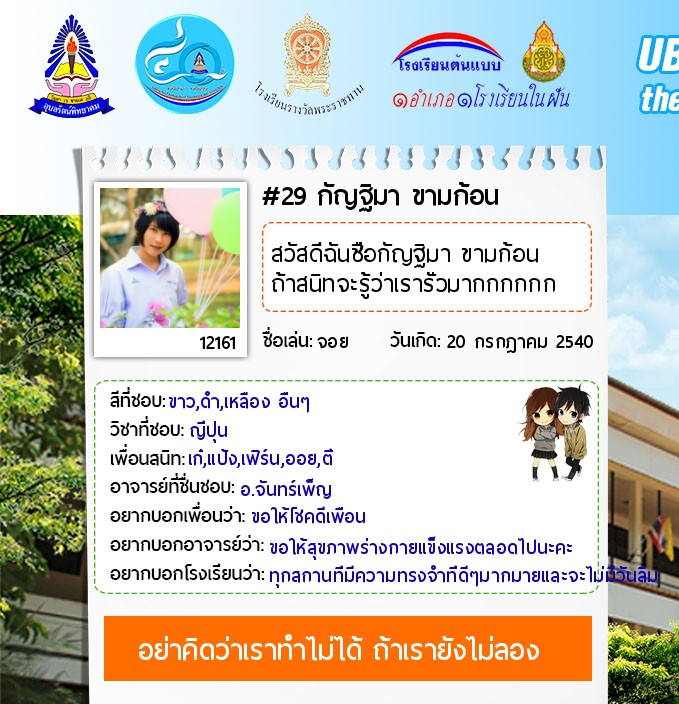 อุบลรัตน์พิทยาคม
โรงเรียนรางวัลพระราชทาน
โรงเรียนต้นแบบ
๑อำเภอ๑โรงเรียนในฝัน
UB
the
#29 กัญฐิมา ขามก้อน
สวัสดีฉันชื่อกัญฐิมา ขามก้อน
ถ้าสนิทจะรู้ว่าเรารั่วมากกกกกก
12161
ชื่อเล่น: จอย วันเกิด: 20 กรกฎาคม 2540
สีที่ชอบ: ขาว,ดำ,เหลือง อื่นๆ
วิชาที่ชอบ: ญี่ปุ่น
เพื่อนสนิท: เก๋,แป้ง,เฟิร์น,ออย,ตี้
อาจารย์ที่ชื่นชอบ: อ.จันทร์เพ็ญ
อยากบอกเพื่อนว่า: ขอให้โชคดีเพื่อน
อยากบอกอาจารย์ว่า: ขอให้สุขภาพร่างกายแข็งแรงตลอดไปนะคะ
อยากบอกโรงเรียนว่า: ทุกสถานที่มีความทรงจำที่ดีๆมากมายและจะไม่มีวันลืม
อย่าคิดว่าเราทำไม่ได้ ถ้าเรายังไม่ลอง